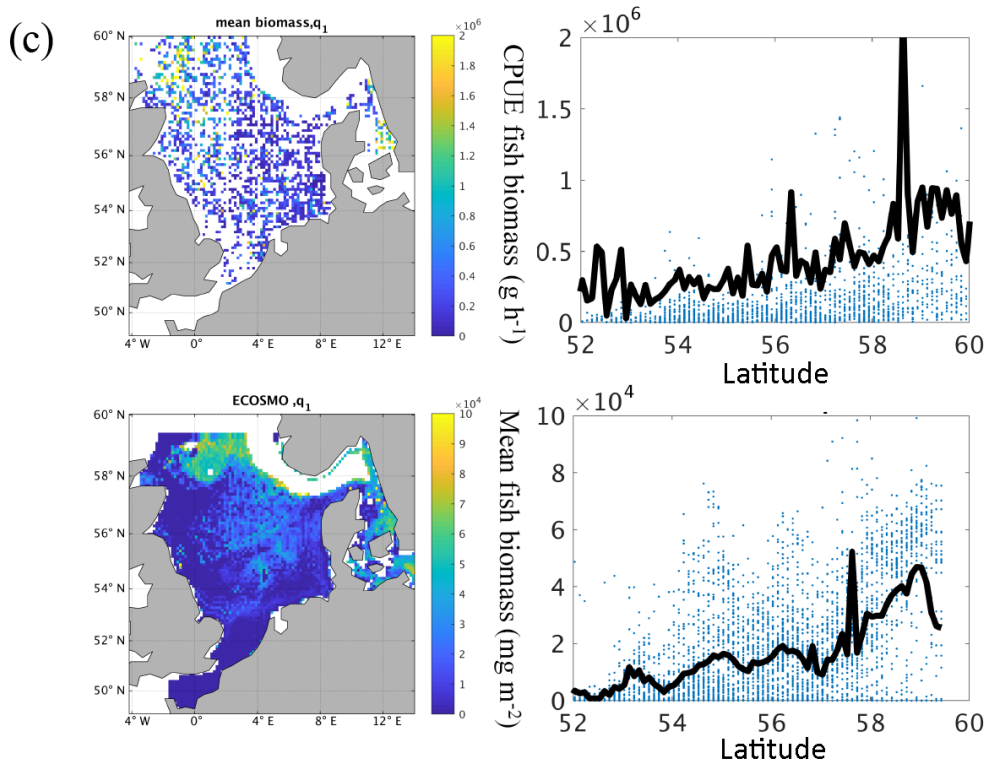 (c)
mean biomass,q1
×10^6
60° N
58° N
56° N
54° N
52° N
50° N
4° W 0° 4° E 8° E 12° E
2
1.8
1.6
1.4
1.2
1
0.8
0.6
0.4
0.2
0
CPUE fish biomass (g h-1)
× 10^6
2
1.5
1
0.5
0
52 54 56 58 60
Latitude
ECOSMO ,q1
×10^4
60° N
58° N
56° N
54° N
52° N
50° N
4° W 0° 4° E 8° E 12° E
10
9
8
7
6
5
4
3
2
1
0
Mean fish biomass (mg m-2)
× 10^4
10
8
6
4
2
0
52 54 56 58 60
Latitude